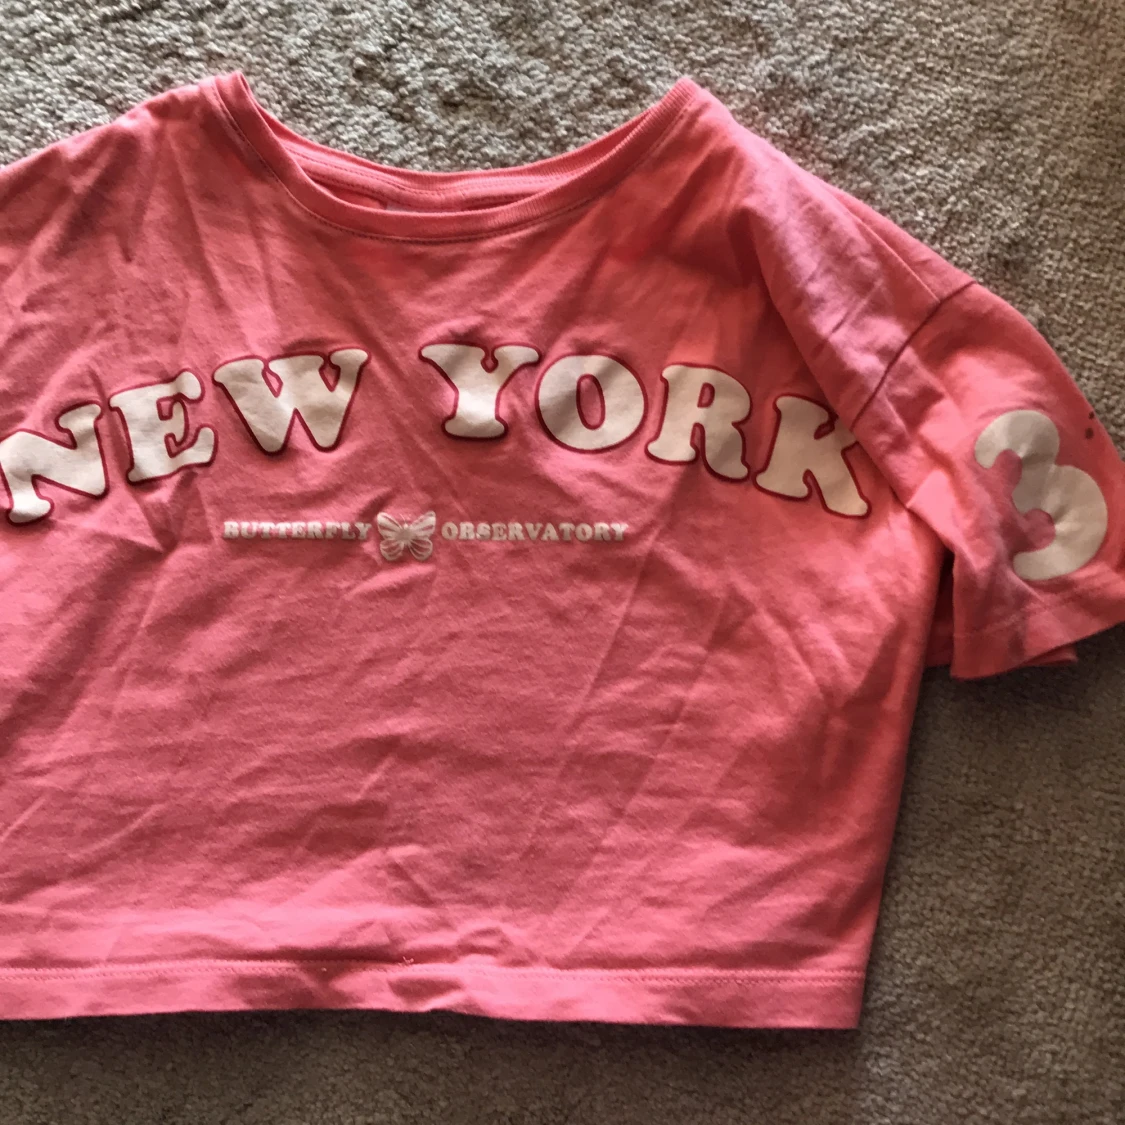 NEW YORK
BUTTERFLY OBSERVATORY
3